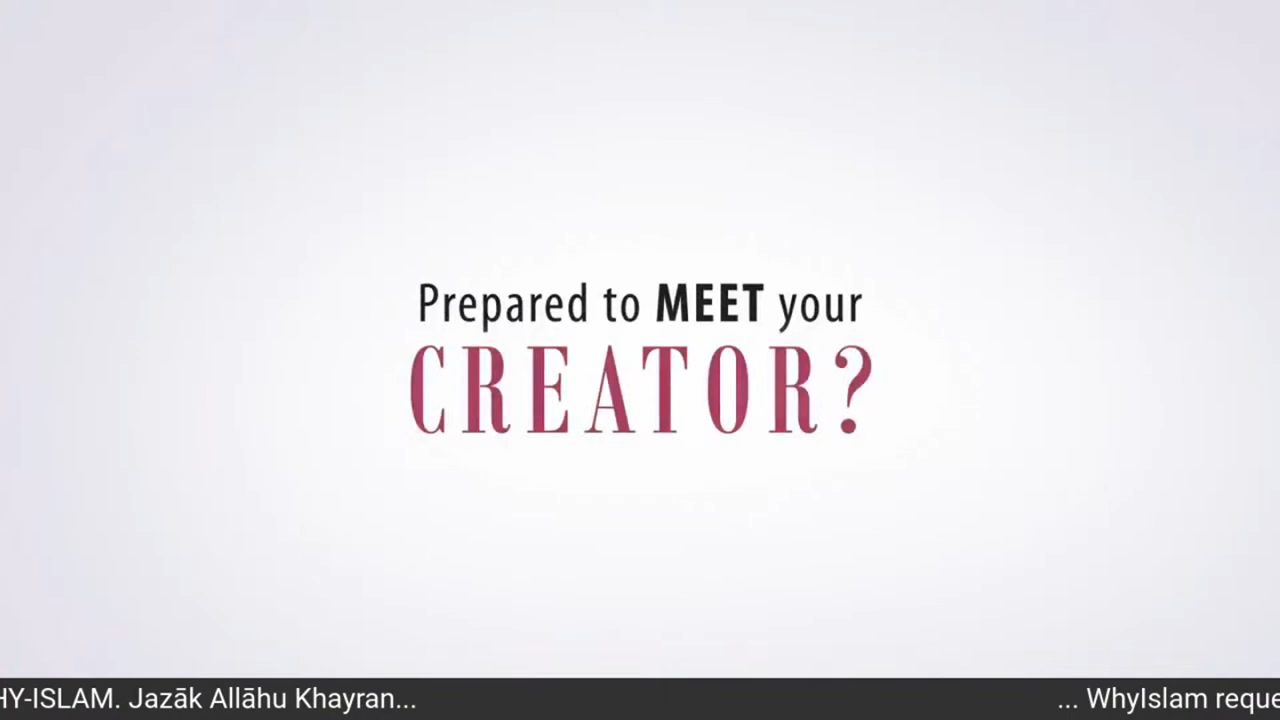 Prepared to MEET your
CREATOR?
HY-ISLAM. Jazāk Allāhu Khayran...
... WhyIslam reque